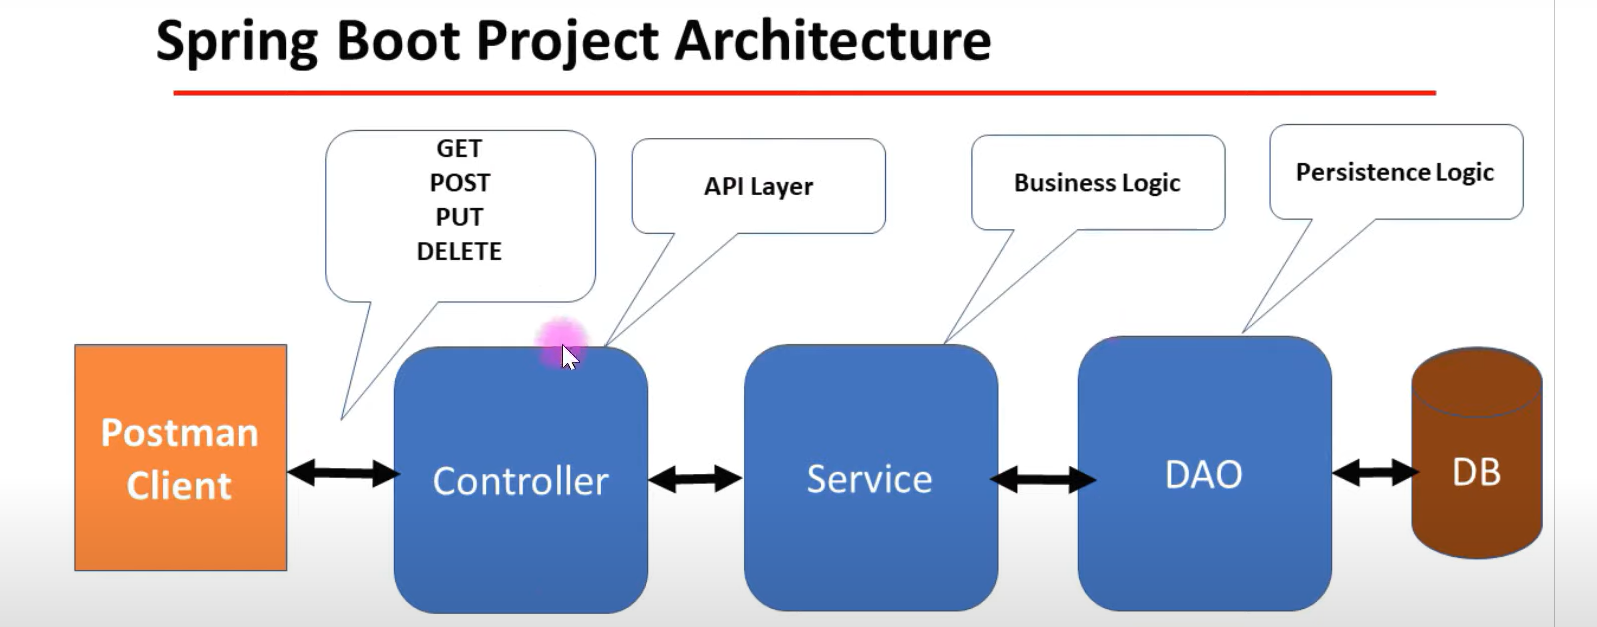 Spring Boot Project Architecture
GET
POST
PUT
DELETE
API Layer
Business Logic
Persistence Logic
Postman
Client
Controller
Service
DAO
DB